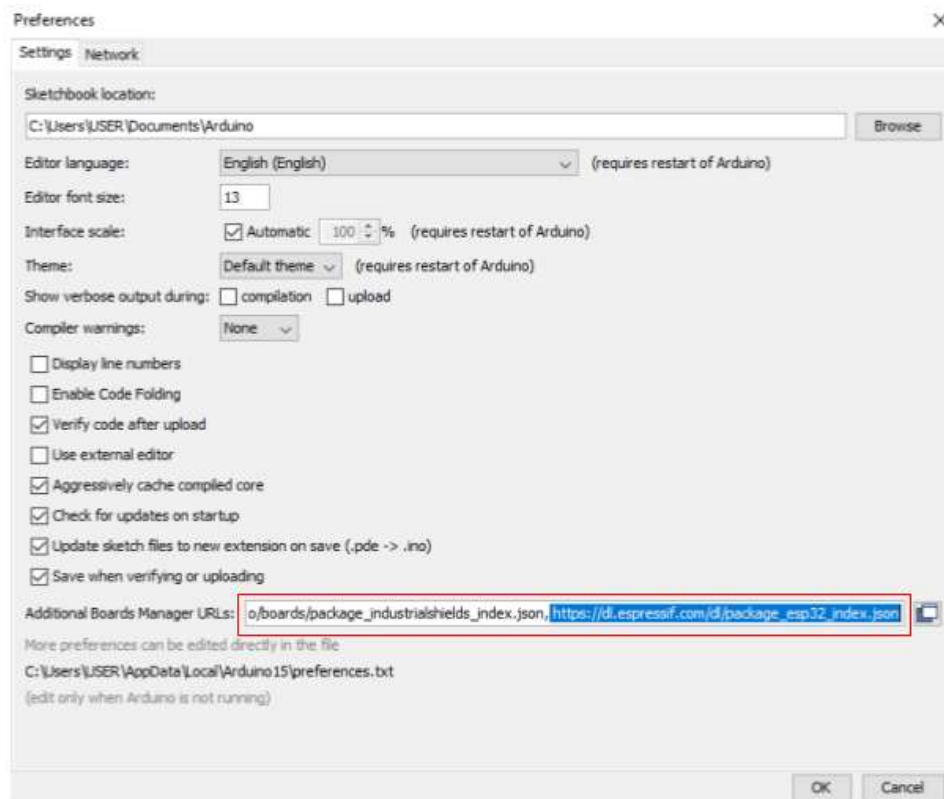 Preferences
Settings Network
Sketchbook location:
C:\Users\USER\Documents\Arduino Browse
Editor language: English (English) (requires restart of Arduino)
Editor font size: 13
Interface scale: Automatic 100 % (requires restart of Arduino)
Theme: Default theme (requires restart of Arduino)
Show verbose output during: compilation upload
Compiler warnings: None
Display line numbers
Enable Code Folding
Verify code after upload
Use external editor
Aggressively cache compiled core
Check for updates on startup
Update sketch files to new extension on save (.pde -> .ino)
Save when verifying or uploading
Additional Boards Manager URLs: o/boards/package_industrialshields_index.json, https://dl.espressif.com/dl/package_esp32_index.json
More preferences can be edited directly in the file
C:\Users\USER\AppData\Local\Arduino15\preferences.txt
(edit only when Arduino is not running)
OK Cancel